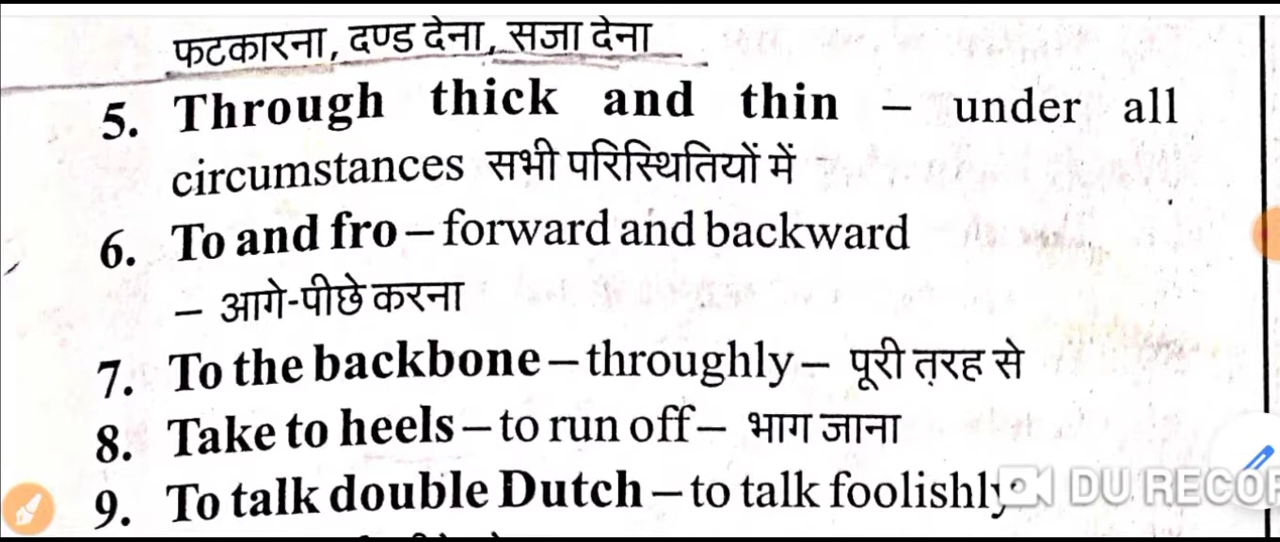 फटकारना, दण्ड देना, सजा देना
5. Through thick and thin – under all
circumstances सभी परिस्थितियों में
6. To and fro – forward and backward
– आगे-पीछे करना
7. To the backbone – throughly – पूरी तरह से
8. Take to heels – to run off – भाग जाना
9. To talk double Dutch – to talk foolishly
DU RECOR